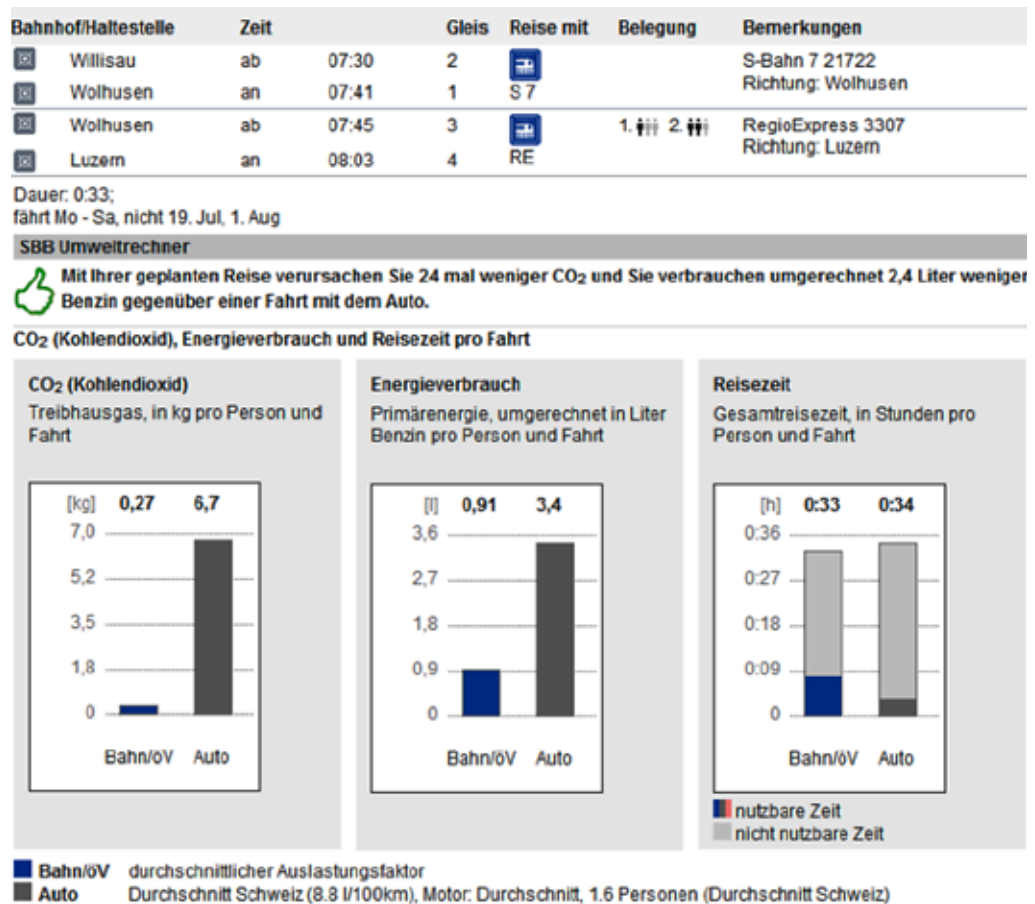 Bahnhof/Haltestelle Zeit Gleis Reise mit Belegung Bemerkungen
Willisau ab 07:30 2 S-Bahn 7 21722
Wolhusen an 07:41 1 S 7 Richtung: Wolhusen
Wolhusen ab 07:45 3 1. 2. RegioExpress 3307
Luzern an 08:03 4 RE Richtung: Luzern
Dauer: 0:33;
fährt Mo - Sa, nicht 19. Jul, 1. Aug
SBB Umweltrechner
Mit Ihrer geplanten Reise verursachen Sie 24 mal weniger CO2 und Sie verbrauchen umgerechnet 2,4 Liter weniger
Benzin gegenüber einer Fahrt mit dem Auto.
CO2 (Kohlendioxid), Energieverbrauch und Reisezeit pro Fahrt
CO2 (Kohlendioxid)
Treibhausgas, in kg pro Person und
Fahrt
[kg] 0,27 6,7
7,0
5,2
3,5
1,8
0
Bahn/öV Auto
Energieverbrauch
Primärenergie, umgerechnet in Liter
Benzin pro Person und Fahrt
[l] 0,91 3,4
3,6
2,7
1,8
0,9
0
Bahn/öV Auto
Reisezeit
Gesamtreisezeit, in Stunden pro
Person und Fahrt
[h] 0:33 0:34
0:36
0:27
0:18
0:09
0
Bahn/öV Auto
nutzbare Zeit
nicht nutzbare Zeit
Bahn/öV durchschnittlicher Auslastungsfaktor
Auto Durchschnitt Schweiz (8.8 l/100km), Motor: Durchschnitt, 1.6 Personen (Durchschnitt Schweiz)